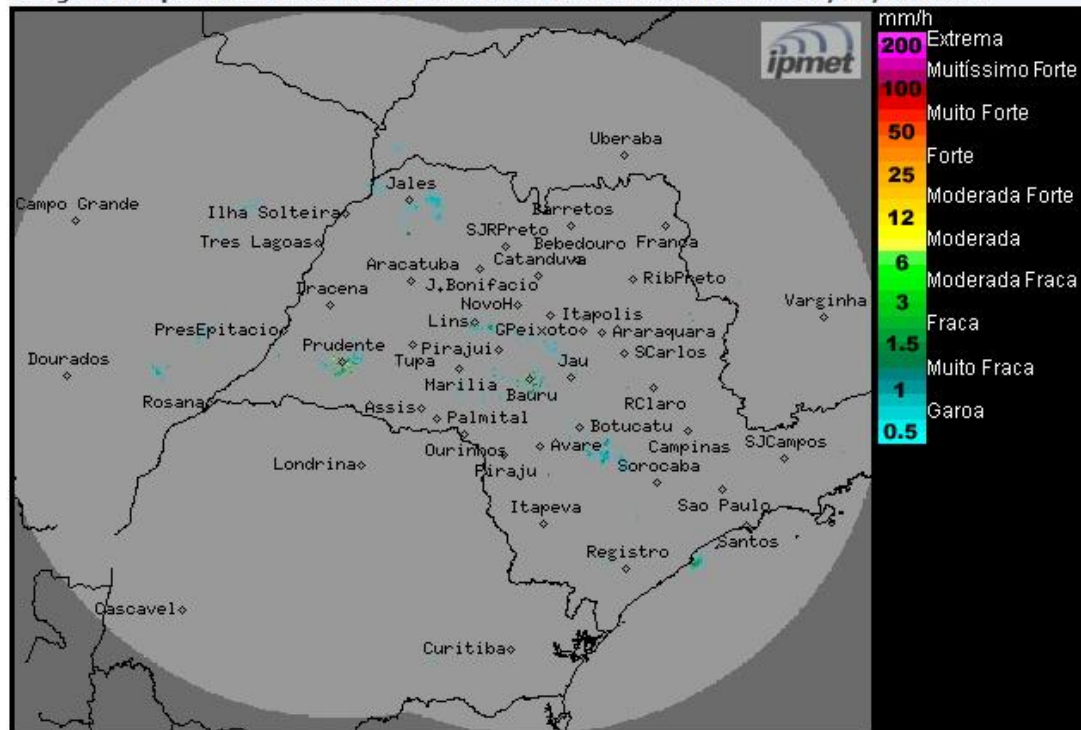 mm/h
ipmet
200 Extrema
Muitíssimo Forte
100
Muito Forte
50
Forte
25
Moderada Forte
12
Moderada
6
Moderada Fraca
3
Fraca
1.5
Muito Fraca
1
Garoa
0.5
Uberaba
Jales
Campo Grande
Ilha Solteira
Barretos
SJRPreto
Tres Lagoas
Bebedouro
Franca
Catanduva
Aracatuba
RibPreto
J.Bonifacio
Dracena
NovoH
Varginha
Lins
Itapolis
PresEpitacio
GPeixoto
Araraquara
Prudente
Pirajui
SCarlos
Dourados
Tupa
Jau
Marilia
Bauru
Rosana
Assis
RClaro
Palmital
Botucatu
Ourinhos
Avare
Campinas
SJCampos
Londrina
Piraju
Sorocaba
Itapeva
Sao Paulo
Santos
Registro
Cascavel
Curitiba